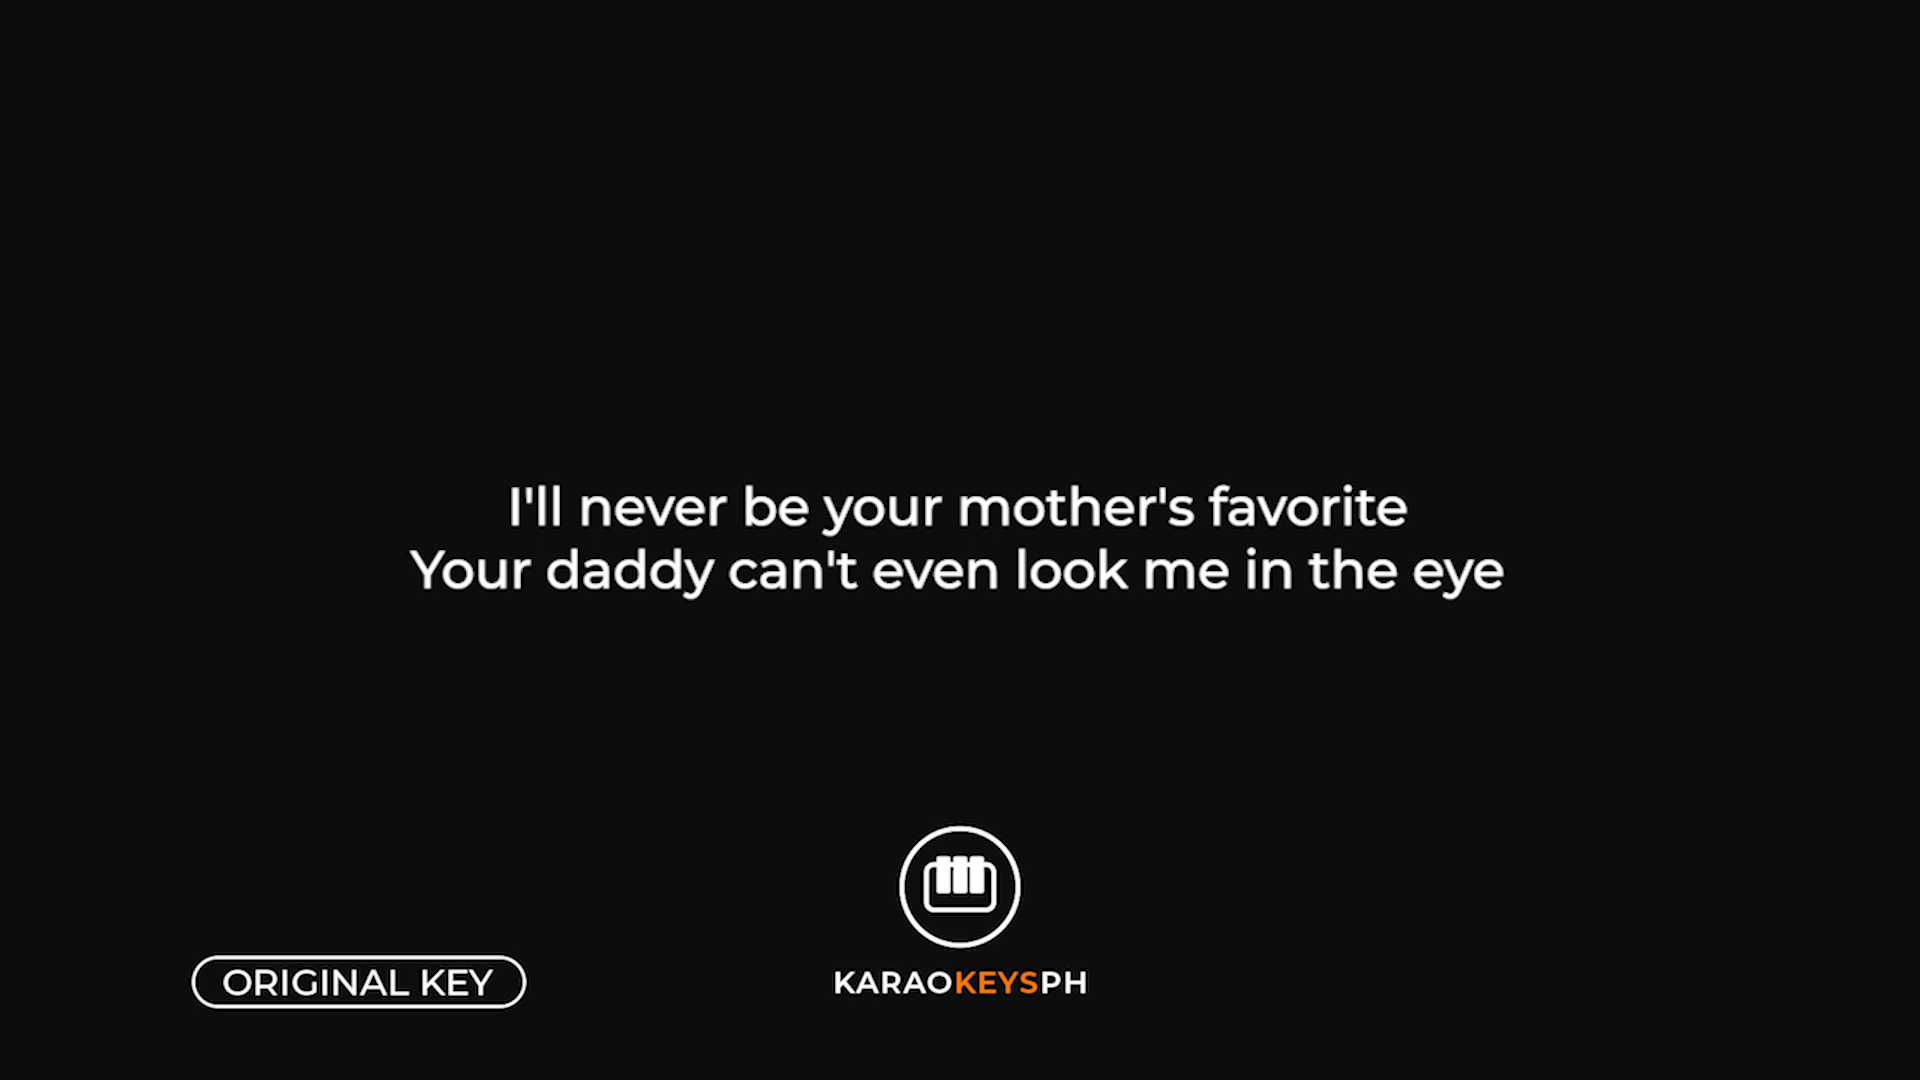 I'll never be your mother's favorite
Your daddy can't even look me in the eye
ORIGINAL KEY
KARAOKEYSPH